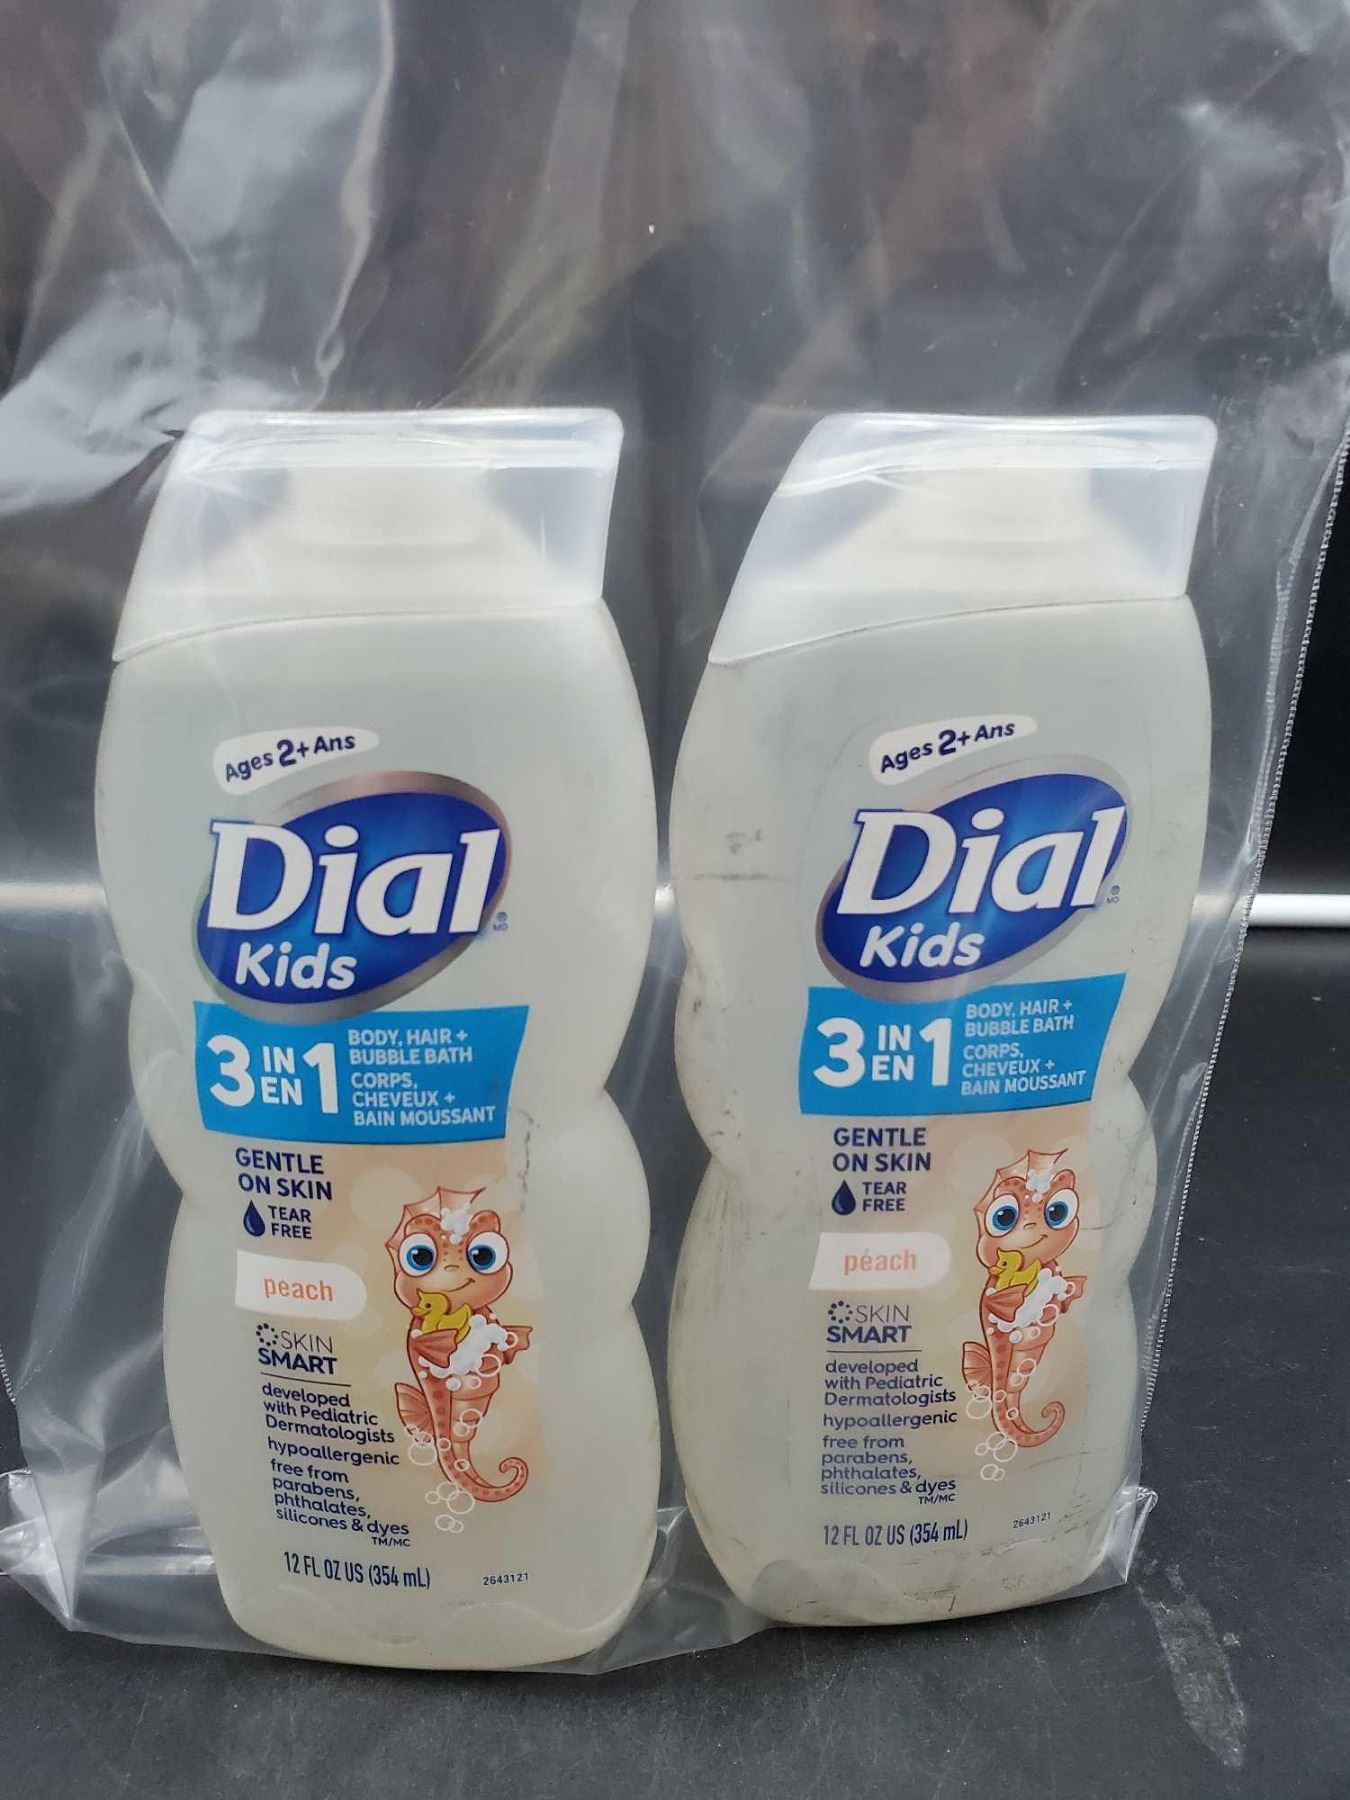 Ages 2+ Ans
Dial
® MD
Kids
3 IN EN 1
BODY, HAIR +
BUBBLE BATH
CORPS,
CHEVEUX +
BAIN MOUSSANT
GENTLE
ON SKIN
TEAR
FREE
peach
SKIN
SMART
developed
with Pediatric
Dermatologists
hypoallergenic
free from
parabens,
phthalates,
silicones & dyes
TM/MC
12 FL OZ US (354 mL)
2643121
Ages 2+ Ans
Dial
® MD
Kids
3 IN EN 1
BODY, HAIR +
BUBBLE BATH
CORPS,
CHEVEUX +
BAIN MOUSSANT
GENTLE
ON SKIN
TEAR
FREE
peach
SKIN
SMART
developed
with Pediatric
Dermatologists
hypoallergenic
free from
parabens,
phthalates,
silicones & dyes
TM/MC
12 FL OZ US (354 mL)
2643121